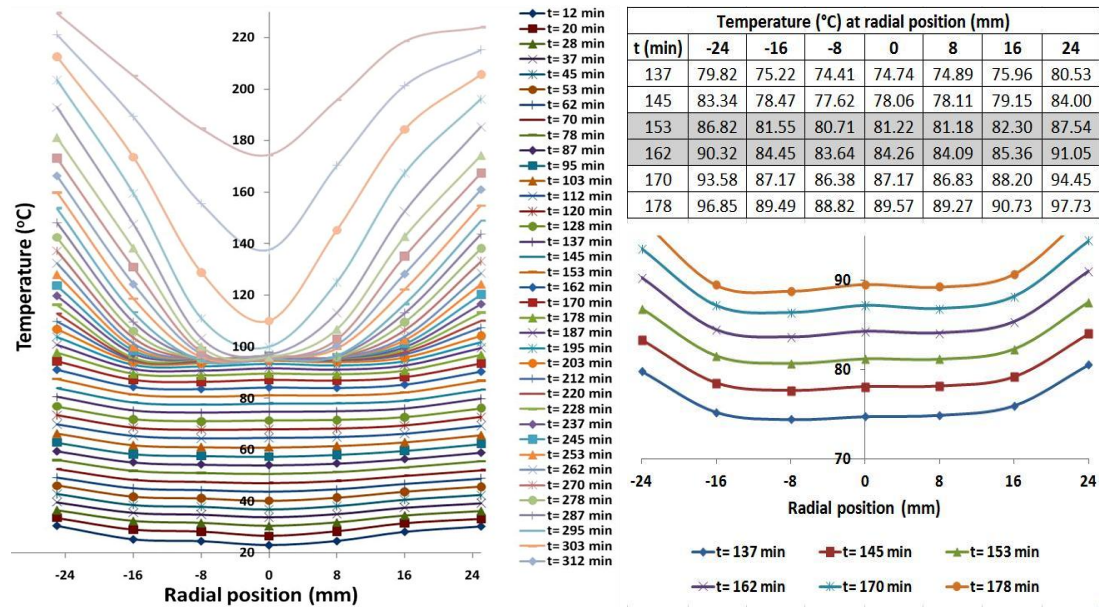 Temperature (°C)
220
200
180
160
140
120
100
80
60
40
20
-24 -16 -8 0 8 16 24
Radial position (mm)
t= 12 min
t= 20 min
t= 28 min
t= 37 min
t= 45 min
t= 53 min
t= 62 min
t= 70 min
t= 78 min
t= 87 min
t= 95 min
t= 103 min
t= 112 min
t= 120 min
t= 128 min
t= 137 min
t= 145 min
t= 153 min
t= 162 min
t= 170 min
t= 178 min
t= 187 min
t= 195 min
t= 203 min
t= 212 min
t= 220 min
t= 228 min
t= 237 min
t= 245 min
t= 253 min
t= 262 min
t= 270 min
t= 278 min
t= 287 min
t= 295 min
t= 303 min
t= 312 min
Temperature (°C) at radial position (mm)
t (min) -24 -16 -8 0 8 16 24
137 79.82 75.22 74.41 74.74 74.89 75.96 80.53
145 83.34 78.47 77.62 78.06 78.11 79.15 84.00
153 86.82 81.55 80.71 81.22 81.18 82.30 87.54
162 90.32 84.45 83.64 84.26 84.09 85.36 91.05
170 93.58 87.17 86.38 87.17 86.83 88.20 94.45
178 96.85 89.49 88.82 89.57 89.27 90.73 97.73
90
80
70
-24 -16 -8 0 8 16 24
Radial position (mm)
t= 137 min t= 145 min t= 153 min
t= 162 min t= 170 min t= 178 min